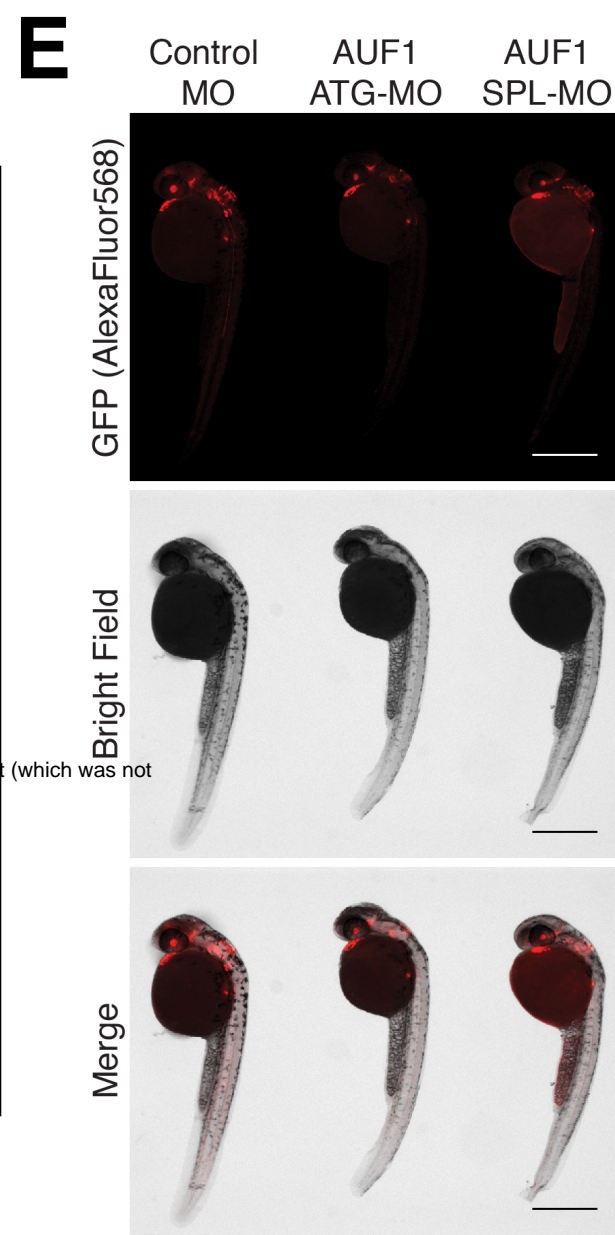 E
Control
MO
AUF1
ATG-MO
AUF1
SPL-MO
GFP (AlexaFluor568)
Bright Field
t (which was not
Merge